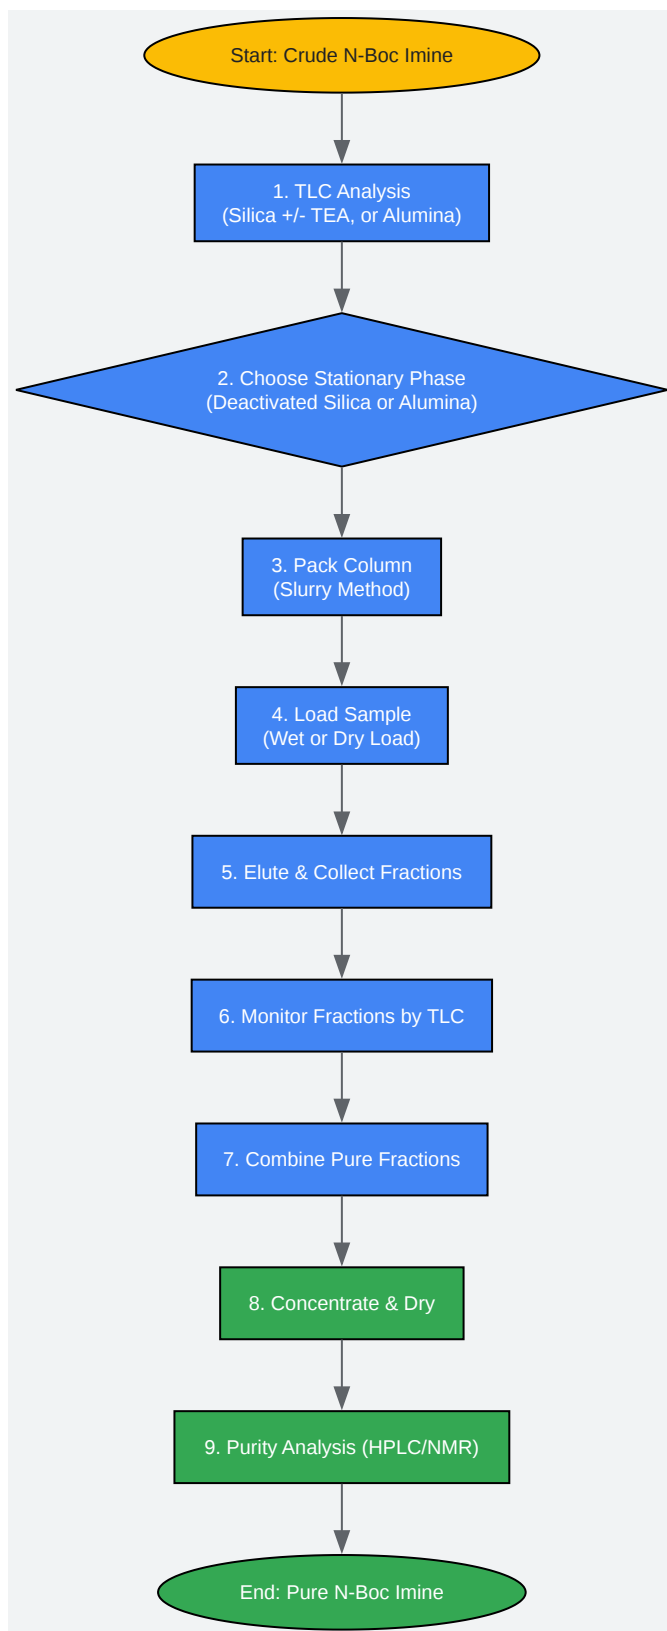 Start: Crude N-Boc Imine
1. TLC Analysis
(Silica +/- TEA, or Alumina)
2. Choose Stationary Phase
(Deactivated Silica or Alumina)
3. Pack Column
(Slurry Method)
4. Load Sample
(Wet or Dry Load)
5. Elute & Collect Fractions
6. Monitor Fractions by TLC
7. Combine Pure Fractions
8. Concentrate & Dry
9. Purity Analysis (HPLC/NMR)
End: Pure N-Boc Imine